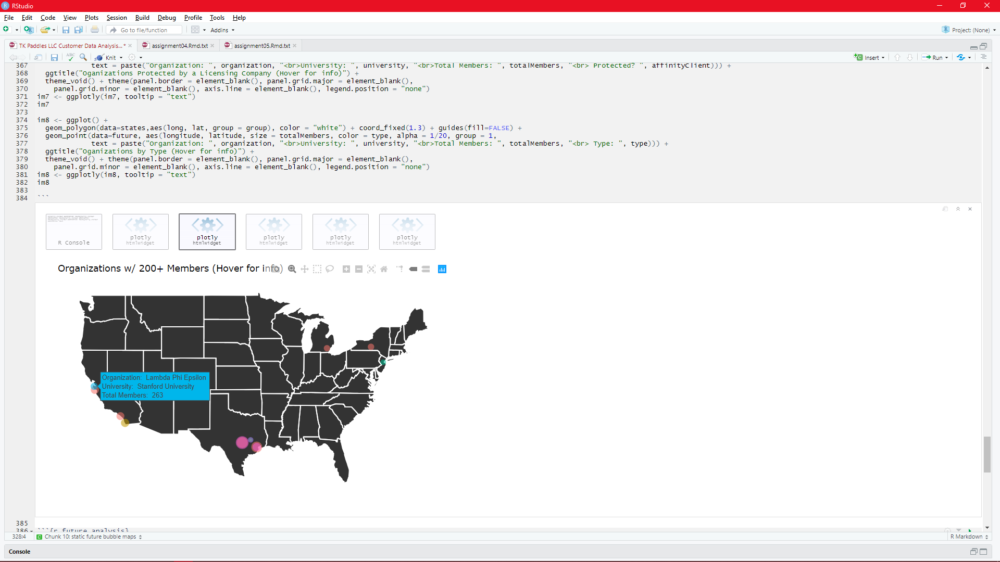 RStudio
File Edit Code View Plots Session Build Debug Profile Tools Help
Go to file/function Addins Project: (None)
TK Paddles LLC Customer Data Analysis...* assignment04.Rmd.txt assignment05.Rmd.txt
ABC Knit Insert Run
367 text = paste("Organization: ", organization, "<br>University: ", university, "<br>Total Members: ", totalMembers, "<br> Protected? ", affinityClient))) +
368 ggtitle("Oganizations Protected by a Licensing Company (Hover for info)") +
369 theme_void() + theme(panel.border = element_blank(), panel.grid.major = element_blank(),
370 panel.grid.minor = element_blank(), axis.line = element_blank(), legend.position = "none")
371 im7 <- ggplotly(im7, tooltip = "text")
372 im7
373
374 im8 <- ggplot() +
375 geom_polygon(data=states,aes(long, lat, group = group), color = "white") + coord_fixed(1.3) + guides(fill=FALSE) +
376 geom_point(data=future, aes(longitude, latitude, size = totalMembers, color = type, alpha = 1/20, group = 1,
377 text = paste("Organization: ", organization, "<br>University: ", university, "<br>Total Members: ", totalMembers, "<br> Type: ", type))) +
378 ggtitle("Oganizations by Type (Hover for info)") +
379 theme_void() + theme(panel.border = element_blank(), panel.grid.major = element_blank(),
380 panel.grid.minor = element_blank(), axis.line = element_blank(), legend.position = "none")
381 im8 <- ggplotly(im8, tooltip = "text")
382 im8
383
384 ```
R Console
plotly
htmlwidget
plotly
htmlwidget
plotly
htmlwidget
plotly
htmlwidget
plotly
htmlwidget
Organizations w/ 200+ Members (Hover for info)
Organization: Lambda Phi Epsilon
University: Stanford University
Total Members: 263
385
386 ```{r future analysis}
328:4 Chunk 10: static future bubble maps R Markdown
Console